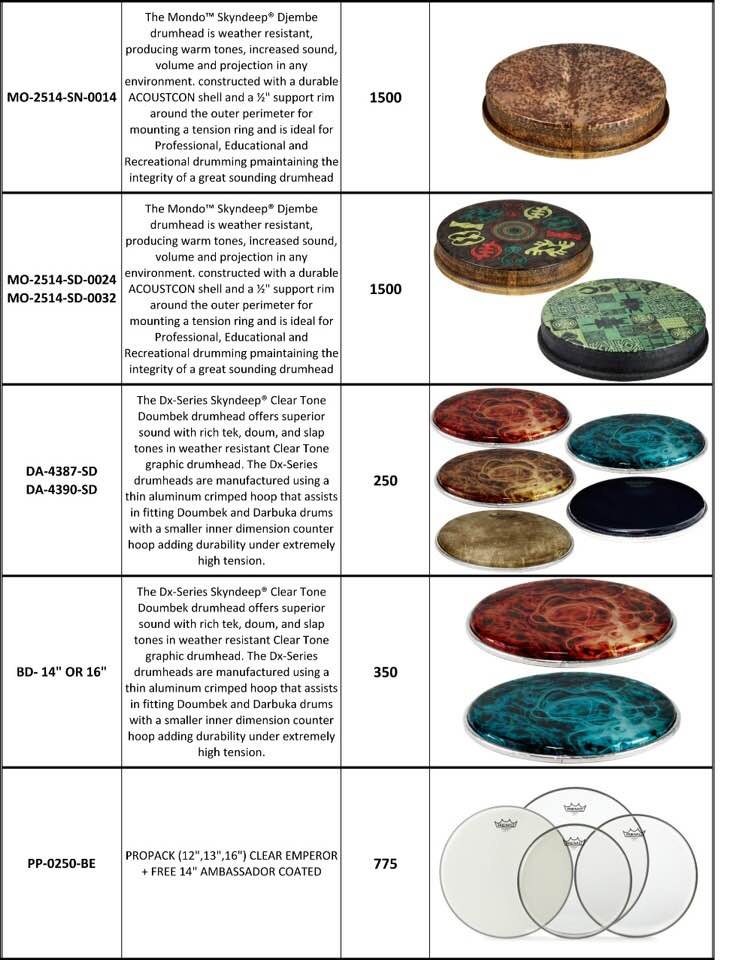 MO-2514-SN-0014
The Mondo™ Skyndeep® Djembe
drumhead is weather resistant,
producing warm tones, increased sound,
volume and projection in any
environment. constructed with a durable
ACOUSTCON shell and a ½" support rim
around the outer perimeter for
mounting a tension ring and is ideal for
Professional, Educational and
Recreational drumming pmaintaining the
integrity of a great sounding drumhead
1500
MO-2514-SD-0024
MO-2514-SD-0032
The Mondo™ Skyndeep® Djembe
drumhead is weather resistant,
producing warm tones, increased sound,
volume and projection in any
environment. constructed with a durable
ACOUSTCON shell and a ½" support rim
around the outer perimeter for
mounting a tension ring and is ideal for
Professional, Educational and
Recreational drumming pmaintaining the
integrity of a great sounding drumhead
1500
DA-4387-SD
DA-4390-SD
The Dx-Series Skyndeep® Clear Tone
Doumbek drumhead offers superior
sound with rich tek, doum, and slap
tones in weather resistant Clear Tone
graphic drumhead. The Dx-Series
drumheads are manufactured using a
thin aluminum crimped hoop that assists
in fitting Doumbek and Darbuka drums
with a smaller inner dimension counter
hoop adding durability under extremely
high tension.
250
BD- 14" OR 16"
The Dx-Series Skyndeep® Clear Tone
Doumbek drumhead offers superior
sound with rich tek, doum, and slap
tones in weather resistant Clear Tone
graphic drumhead. The Dx-Series
drumheads are manufactured using a
thin aluminum crimped hoop that assists
in fitting Doumbek and Darbuka drums
with a smaller inner dimension counter
hoop adding durability under extremely
high tension.
350
PP-0250-BE
PROPACK (12",13",16") CLEAR EMPEROR
+ FREE 14" AMBASSADOR COATED
775
REMO
REMO
REMO
REMO